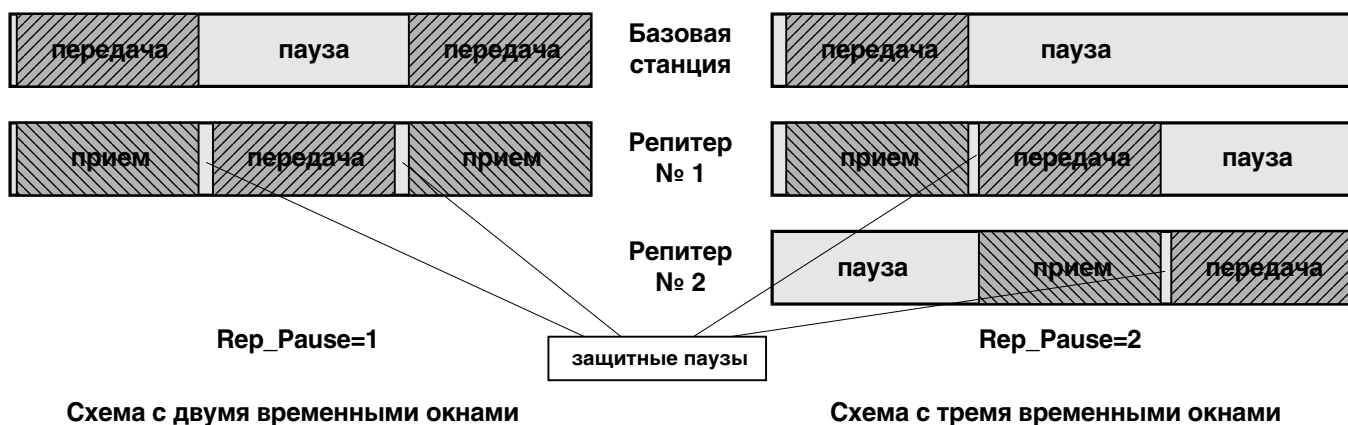 передача пауза передача Базовая станция передача пауза
прием передача прием Репитер № 1 прием передача пауза
Репитер № 2 пауза прием передача
Rep_Pause=1 защитные паузы Rep_Pause=2
Схема с двумя временными окнами Схема с тремя временными окнами